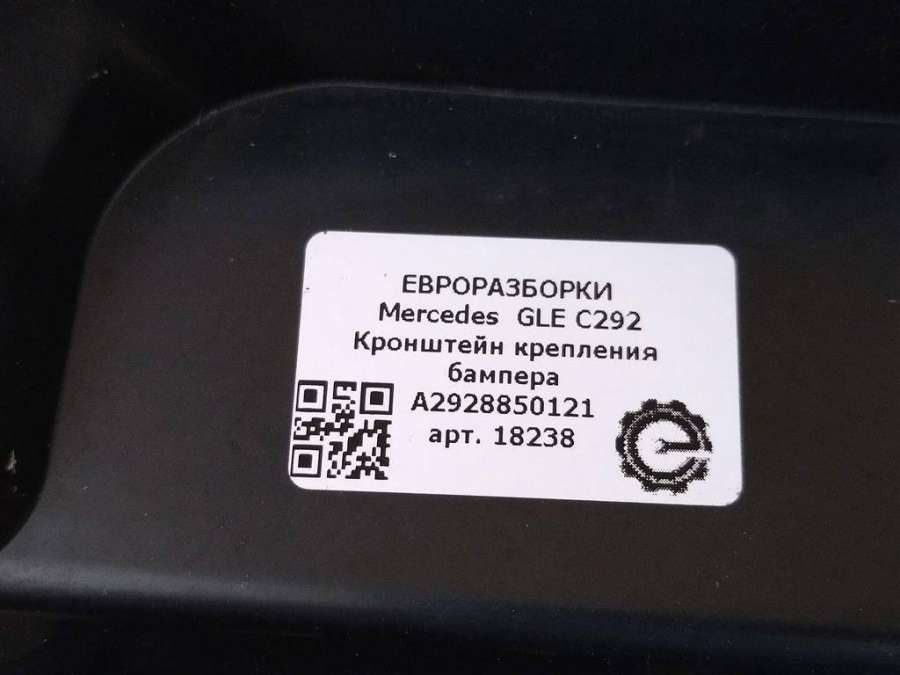 ЕВРОРАЗБОРКИ
Mercedes GLE C292
Кронштейн крепления
бампера
A2928850121
арт. 18238